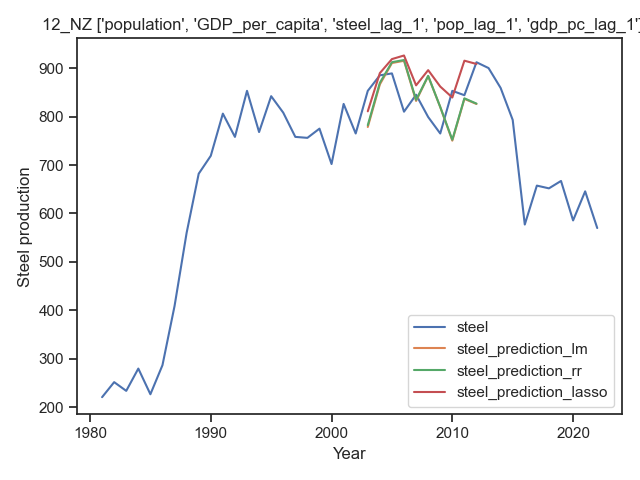 12_NZ ['population', 'GDP_per_capita', 'steel_lag_1', 'pop_lag_1', 'gdp_pc_lag_1']
900
800
700
600
500
400
300
200
Steel production
1980
1990
2000
2010
2020
Year
steel
steel_prediction_lm
steel_prediction_rr
steel_prediction_lasso